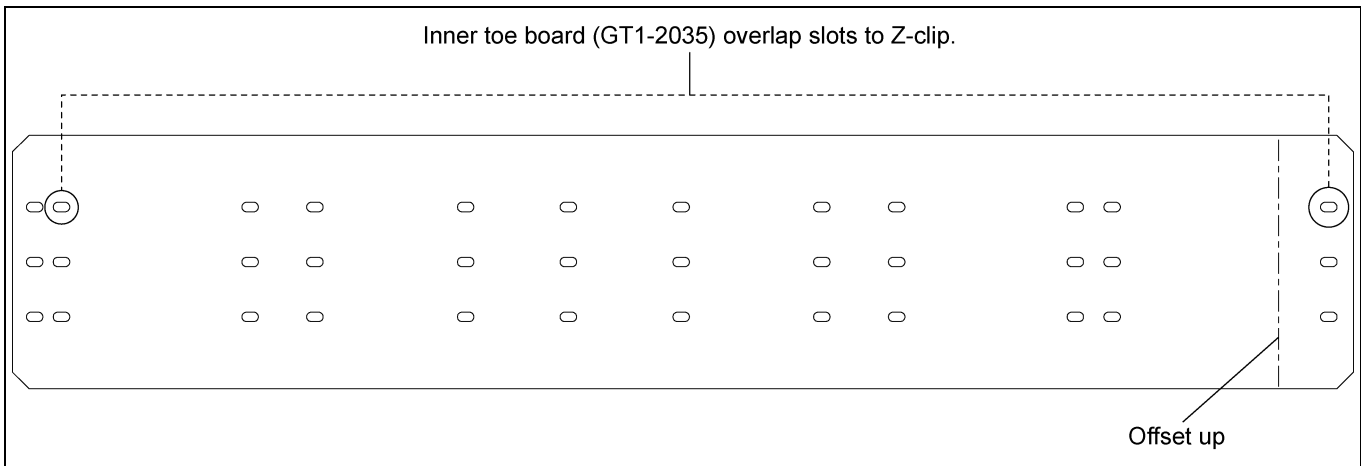 Inner toe board (GT1-2035) overlap slots to Z-clip.
Offset up